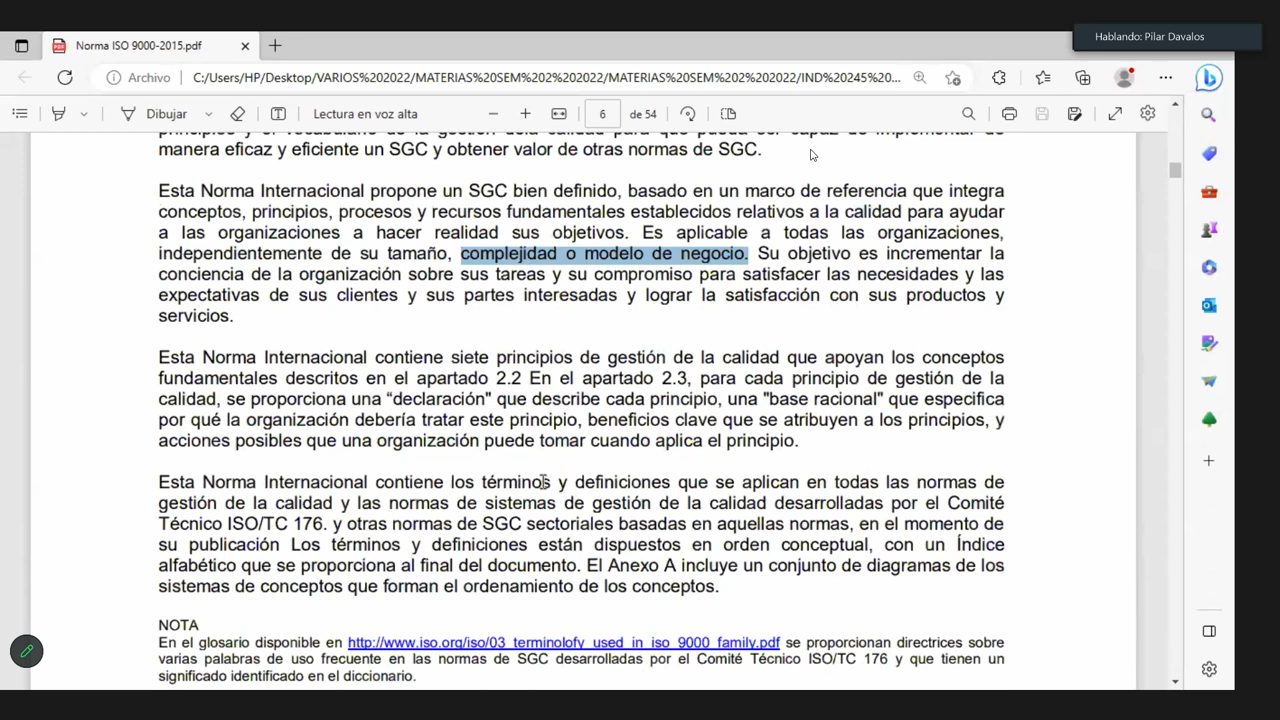 Hablando: Pilar Davalos
Norma ISO 9000-2015.pdf
Archivo C:/Users/HP/Desktop/VARIOS%202022/MATERIAS%20SEM%202%202022/MATERIAS%20SEM%202%202022/IND%20245%20...
Dibujar Lectura en voz alta 6 de 54
principios y el vocabulario de la gestión dela calidad para que pueda ser capaz de implementar de
manera eficaz y eficiente un SGC y obtener valor de otras normas de SGC.
Esta Norma Internacional propone un SGC bien definido, basado en un marco de referencia que integra
conceptos, principios, procesos y recursos fundamentales establecidos relativos a la calidad para ayudar
a las organizaciones a hacer realidad sus objetivos. Es aplicable a todas las organizaciones,
independientemente de su tamaño, complejidad o modelo de negocio. Su objetivo es incrementar la
conciencia de la organización sobre sus tareas y su compromiso para satisfacer las necesidades y las
expectativas de sus clientes y sus partes interesadas y lograr la satisfacción con sus productos y
servicios.
Esta Norma Internacional contiene siete principios de gestión de la calidad que apoyan los conceptos
fundamentales descritos en el apartado 2.2 En el apartado 2.3, para cada principio de gestión de la
calidad, se proporciona una “declaración" que describe cada principio, una "base racional" que especifica
por qué la organización debería tratar este principio, beneficios clave que se atribuyen a los principios, y
acciones posibles que una organización puede tomar cuando aplica el principio.
Esta Norma Internacional contiene los términos y definiciones que se aplican en todas las normas de
gestión de la calidad y las normas de sistemas de gestión de la calidad desarrolladas por el Comité
Técnico ISO/TC 176. y otras normas de SGC sectoriales basadas en aquellas normas, en el momento de
su publicación Los términos y definiciones están dispuestos en orden conceptual, con un Índice
alfabético que se proporciona al final del documento. El Anexo A incluye un conjunto de diagramas de los
sistemas de conceptos que forman el ordenamiento de los conceptos.
NOTA
En el glosario disponible en http://www.iso.org/iso/03_terminolofy_used_in_iso_9000_family.pdf se proporcionan directrices sobre
varias palabras de uso frecuente en las normas de SGC desarrolladas por el Comité Técnico ISO/TC 176 y que tienen un
significado identificado en el diccionario.